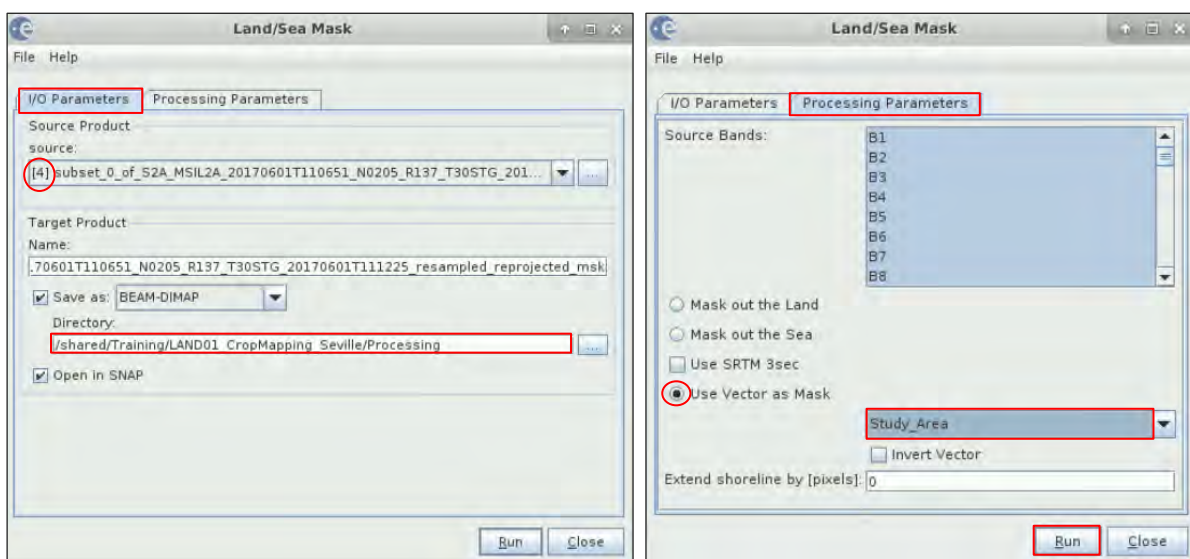 Land/Sea Mask
File Help
I/O Parameters Processing Parameters
Source Product
source:
[4] subset_0_of_S2A_MSIL2A_20170601T110651_N0205_R137_T30STG_201... ...
Target Product
Name:
.70601T110651_N0205_R137_T30STG_20170601T111225_resampled_reprojected_msk
Save as: BEAM-DIMAP
Directory:
/shared/Training/LAND01_CropMapping_Seville/Processing ...
Open in SNAP
Run Close
Land/Sea Mask
File Help
I/O Parameters Processing Parameters
Source Bands:
B1
B2
B3
B4
B5
B6
B7
B8
Mask out the Land
Mask out the Sea
Use SRTM 3sec
Use Vector as Mask
Study_Area
Invert Vector
Extend shoreline by [pixels]: 0
Run Close